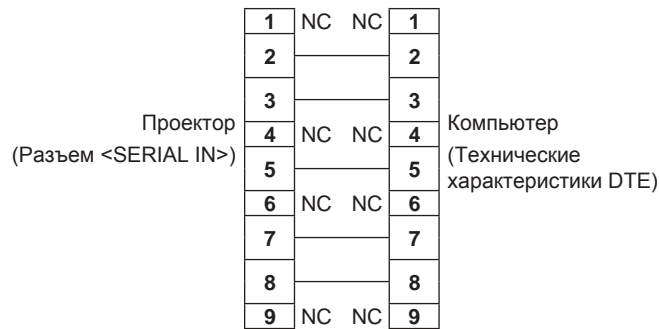 1 NC NC 1
2 2
3 3
Проектор
(Разъем <SERIAL IN>)
4 NC NC 4
5 5
Компьютер
(Технические
характеристики DTE)
6 NC NC 6
7 7
8 8
9 NC NC 9